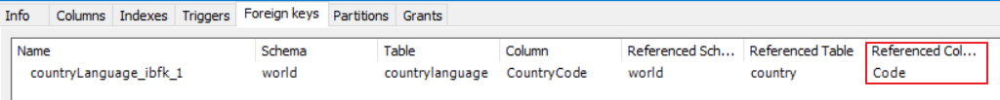 Info Columns Indexes Triggers Foreign keys Partitions Grants
Name Schema Table Column Referenced Sch... Referenced Table Referenced Col...
countryLanguage_ibfk_1 world countrylanguage CountryCode world country Code